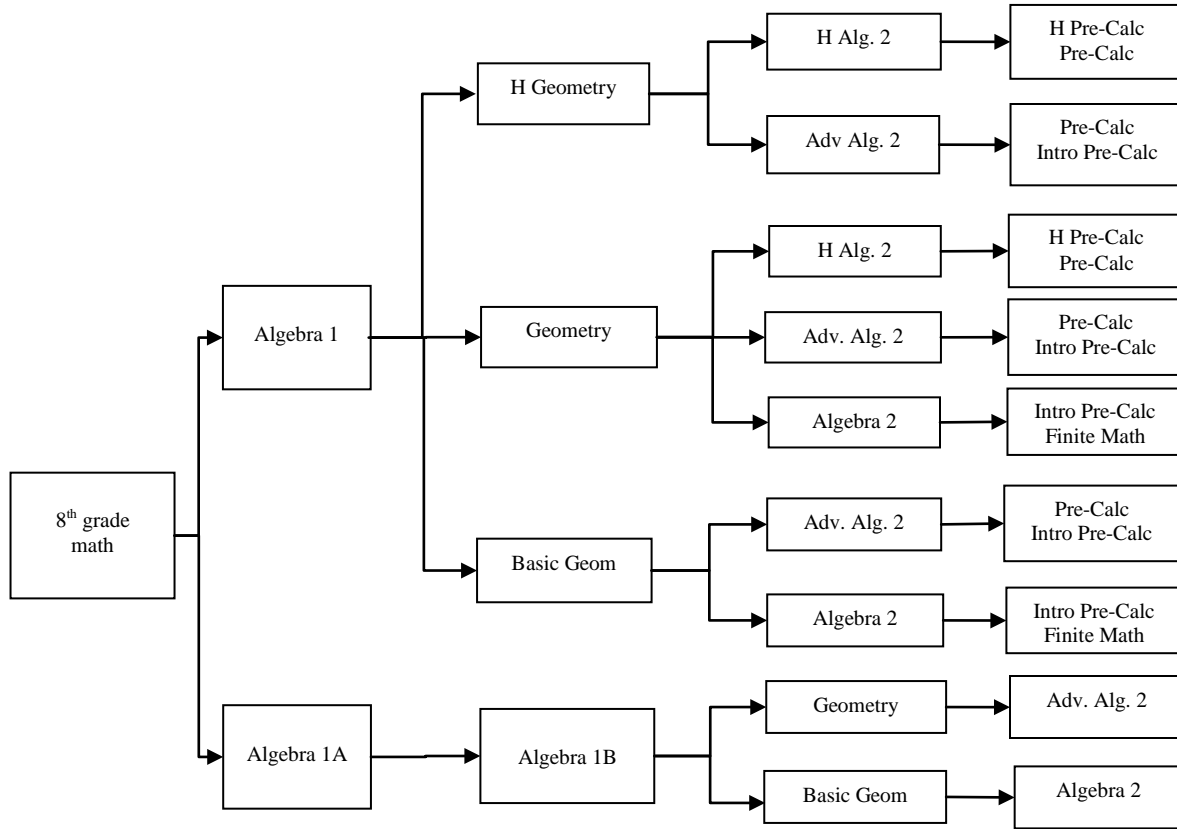 H Alg. 2
H Pre-Calc
Pre-Calc
H Geometry
Adv Alg. 2
Pre-Calc
Intro Pre-Calc
H Alg. 2
H Pre-Calc
Pre-Calc
Algebra 1
Geometry
Adv. Alg. 2
Pre-Calc
Intro Pre-Calc
Algebra 2
Intro Pre-Calc
Finite Math
8th grade
math
Basic Geom
Adv. Alg. 2
Pre-Calc
Intro Pre-Calc
Algebra 2
Intro Pre-Calc
Finite Math
Algebra 1A
Algebra 1B
Geometry
Adv. Alg. 2
Basic Geom
Algebra 2